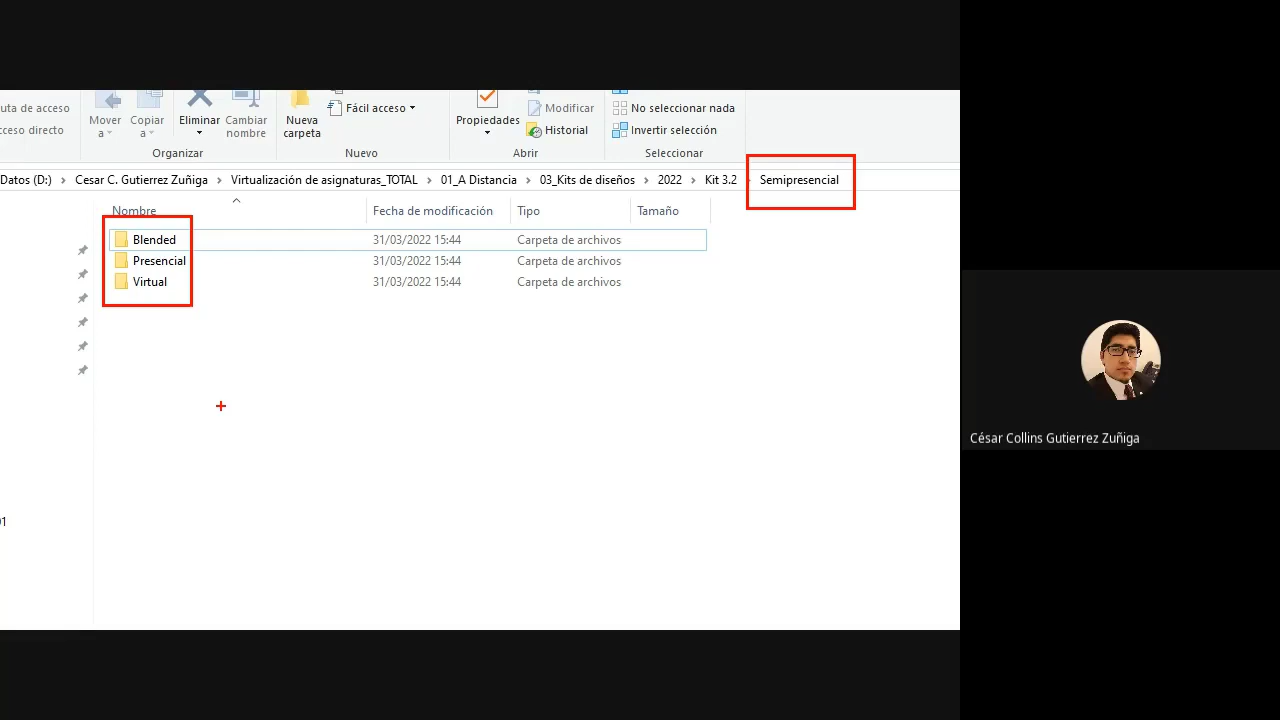 uta de acceso
cceso directo
Mover a
Copiar a
Eliminar
Cambiar nombre
Organizar
Nueva carpeta
Fácil acceso
Nuevo
Propiedades
Modificar
Historial
Abrir
No seleccionar nada
Invertir selección
Seleccionar
Datos (D:) > Cesar C. Gutierrez Zuñiga > Virtualización de asignaturas_TOTAL > 01_A Distancia > 03_Kits de diseños > 2022 > Kit 3.2 > Semipresencial
Nombre Fecha de modificación Tipo Tamaño
Blended 31/03/2022 15:44 Carpeta de archivos
Presencial 31/03/2022 15:44 Carpeta de archivos
Virtual 31/03/2022 15:44 Carpeta de archivos
01
César Collins Gutierrez Zuñiga